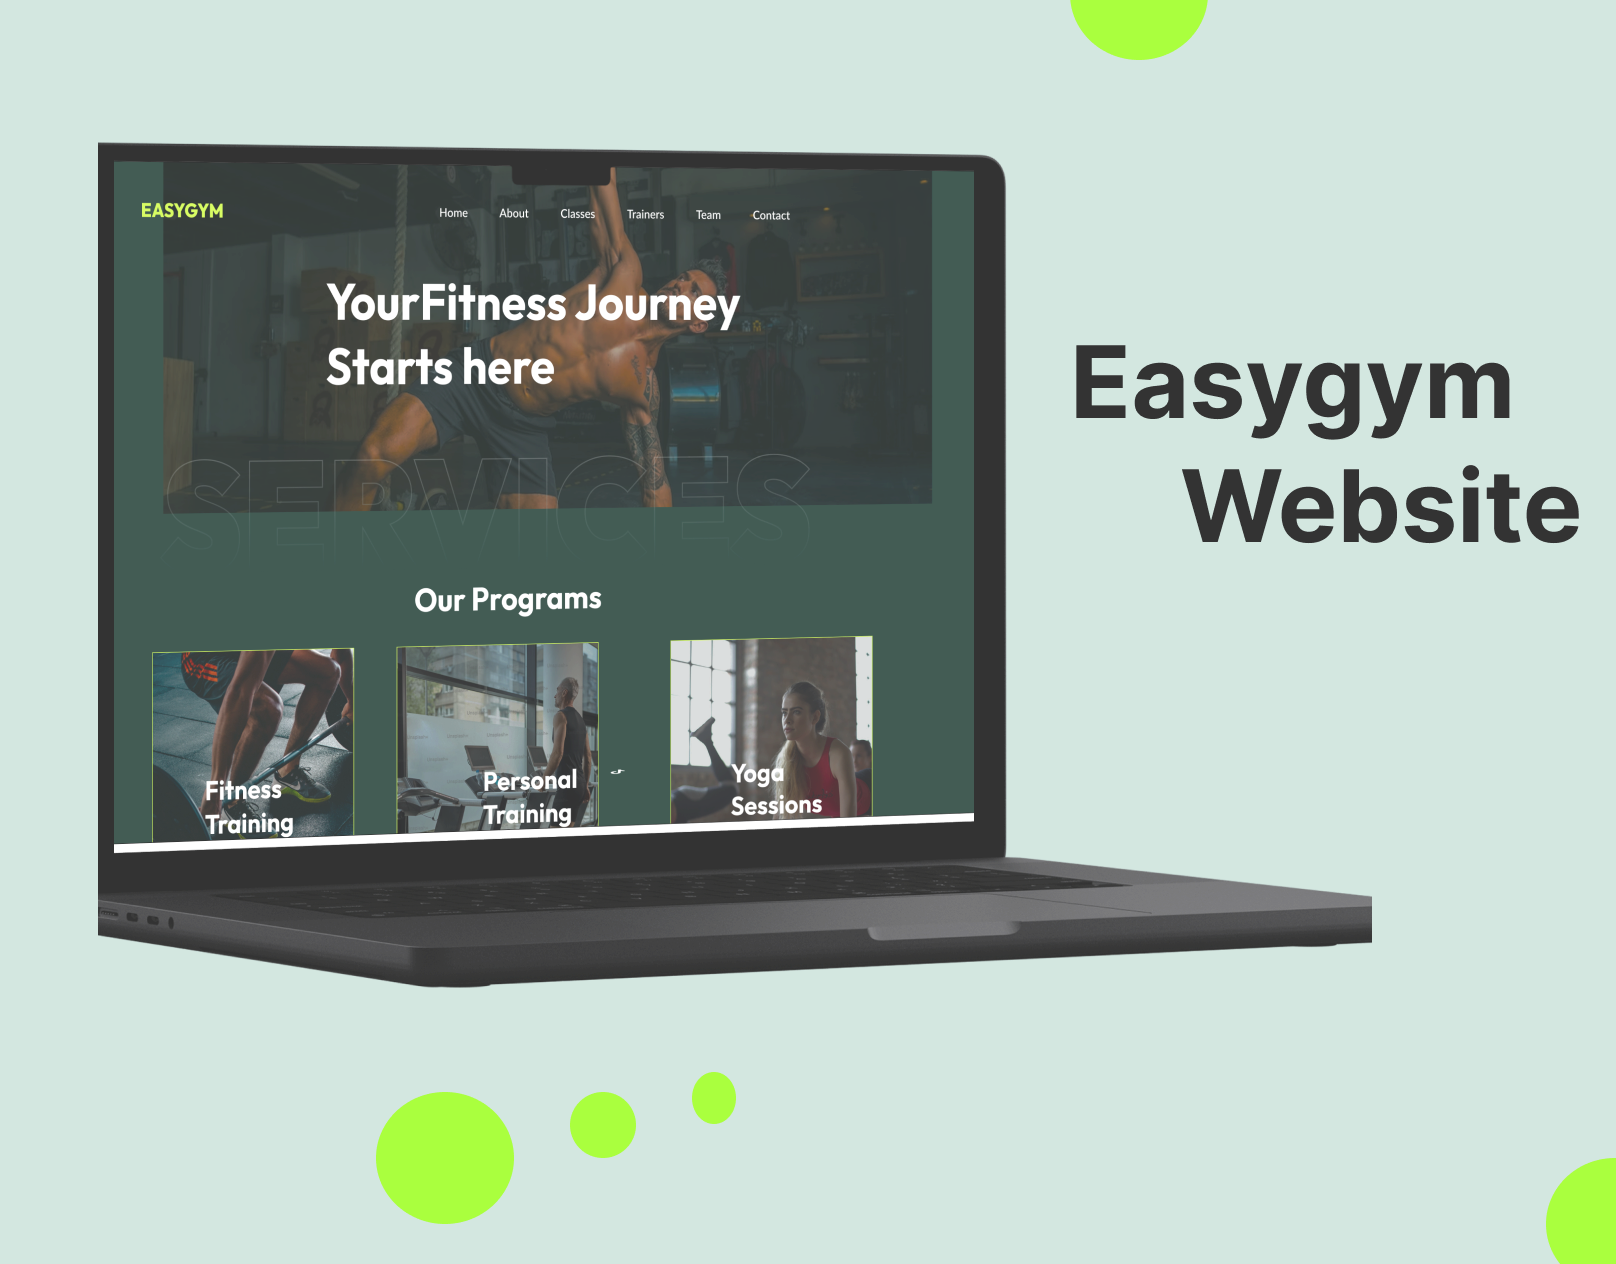 EASYGYM
Home About Classes Trainers Team Contact
YourFitness Journey
Starts here
SERVICES
Our Programs
Fitness
Training
Personal
Training
Yoga
Sessions
Easygym
Website